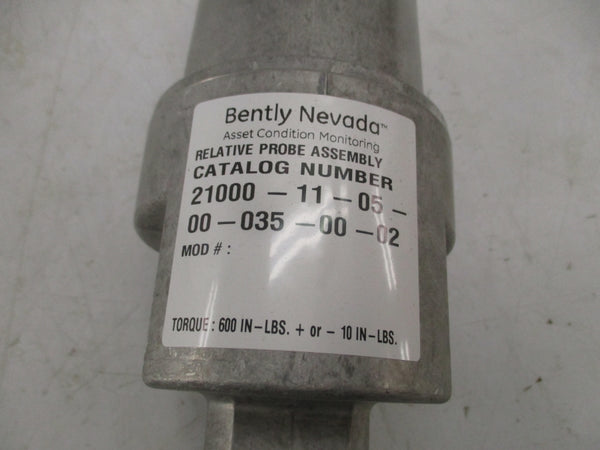 Bently Nevada™
Asset Condition Monitoring
RELATIVE PROBE ASSEMBLY
CATALOG NUMBER
21000 - 11 - 05 -
00 - 035 - 00 - 02
MOD # :
TORQUE : 600 IN-LBS. + or - 10 IN-LBS.